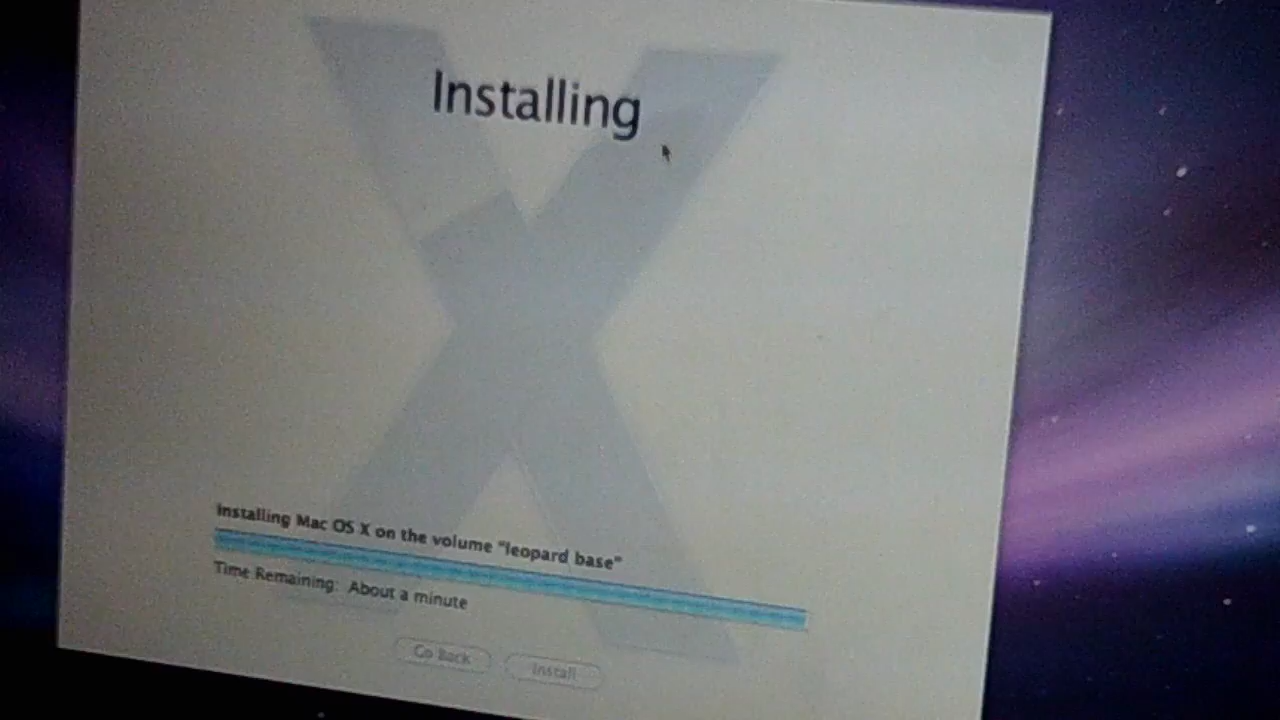 Installing
Installing Mac OS X on the volume "leopard base"
Time Remaining: About a minute
Go Back
Install